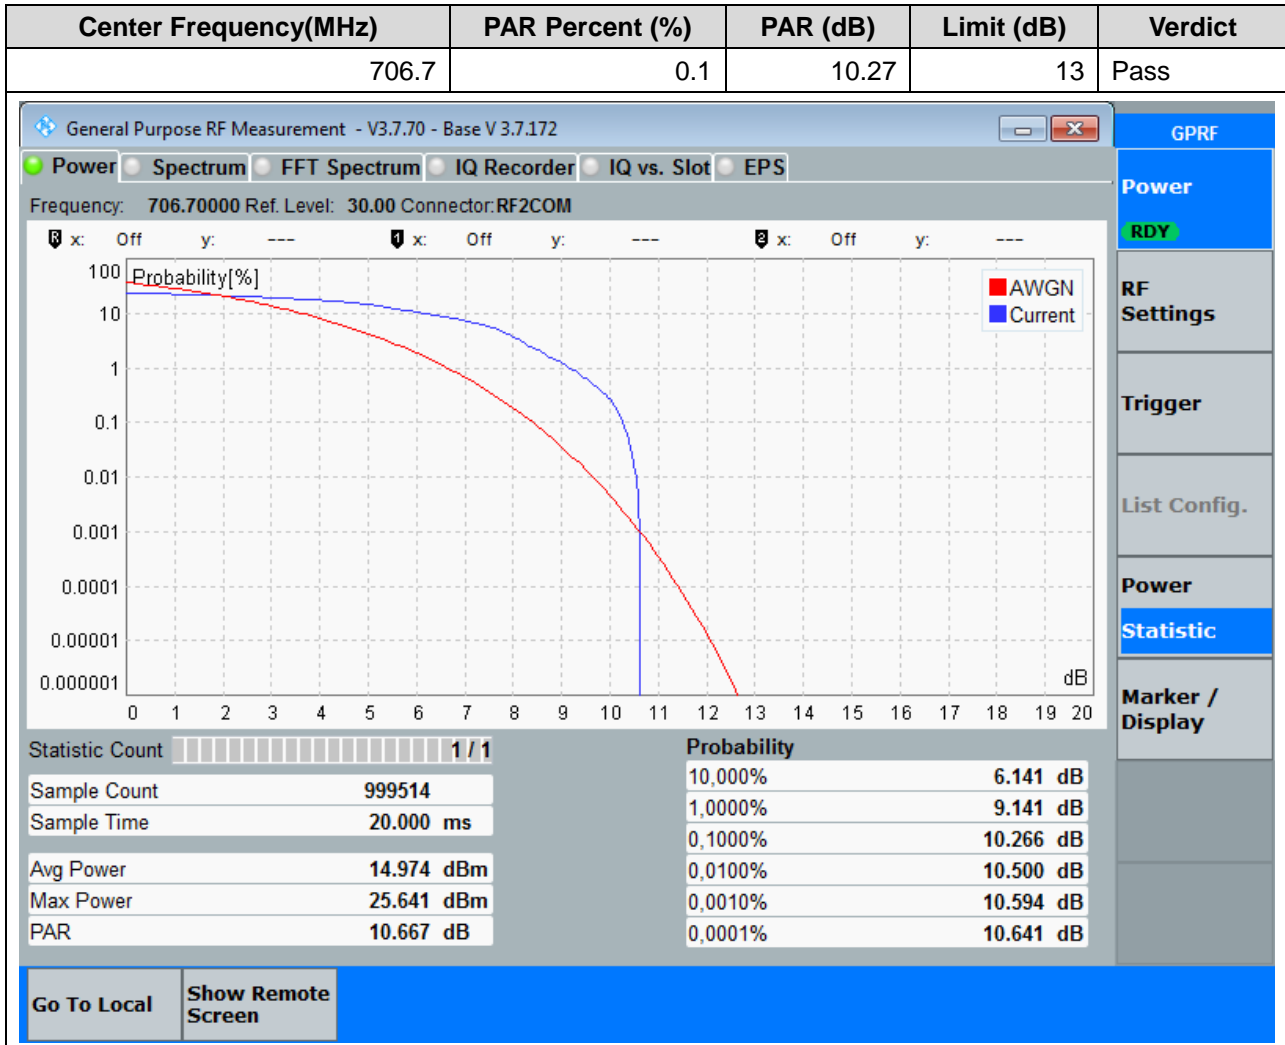 Center Frequency(MHz) PAR Percent (%) PAR (dB) Limit (dB) Verdict
706.7 0.1 10.27 13 Pass
General Purpose RF Measurement - V3.7.70 - Base V 3.7.172
GPRF
Power Spectrum FFT Spectrum IQ Recorder IQ vs. Slot EPS
Power
RDY
Frequency: 706.70000 Ref. Level: 30.00 Connector:RF2COM
R x: Off y: --- 1 x: Off y: --- 2 x: Off y: ---
Probability[%]
AWGN
Current
100
10
1
0.1
0.01
0.001
0.0001
0.00001
0.000001
dB
0 1 2 3 4 5 6 7 8 9 10 11 12 13 14 15 16 17 18 19 20
RF
Settings
Trigger
List Config.
Power
Statistic
Marker /
Display
Statistic Count 1 / 1
Sample Count 999514
Sample Time 20.000 ms
Avg Power 14.974 dBm
Max Power 25.641 dBm
PAR 10.667 dB
Probability
10,000% 6.141 dB
1,0000% 9.141 dB
0,1000% 10.266 dB
0,0100% 10.500 dB
0,0010% 10.594 dB
0,0001% 10.641 dB
Go To Local
Show Remote
Screen